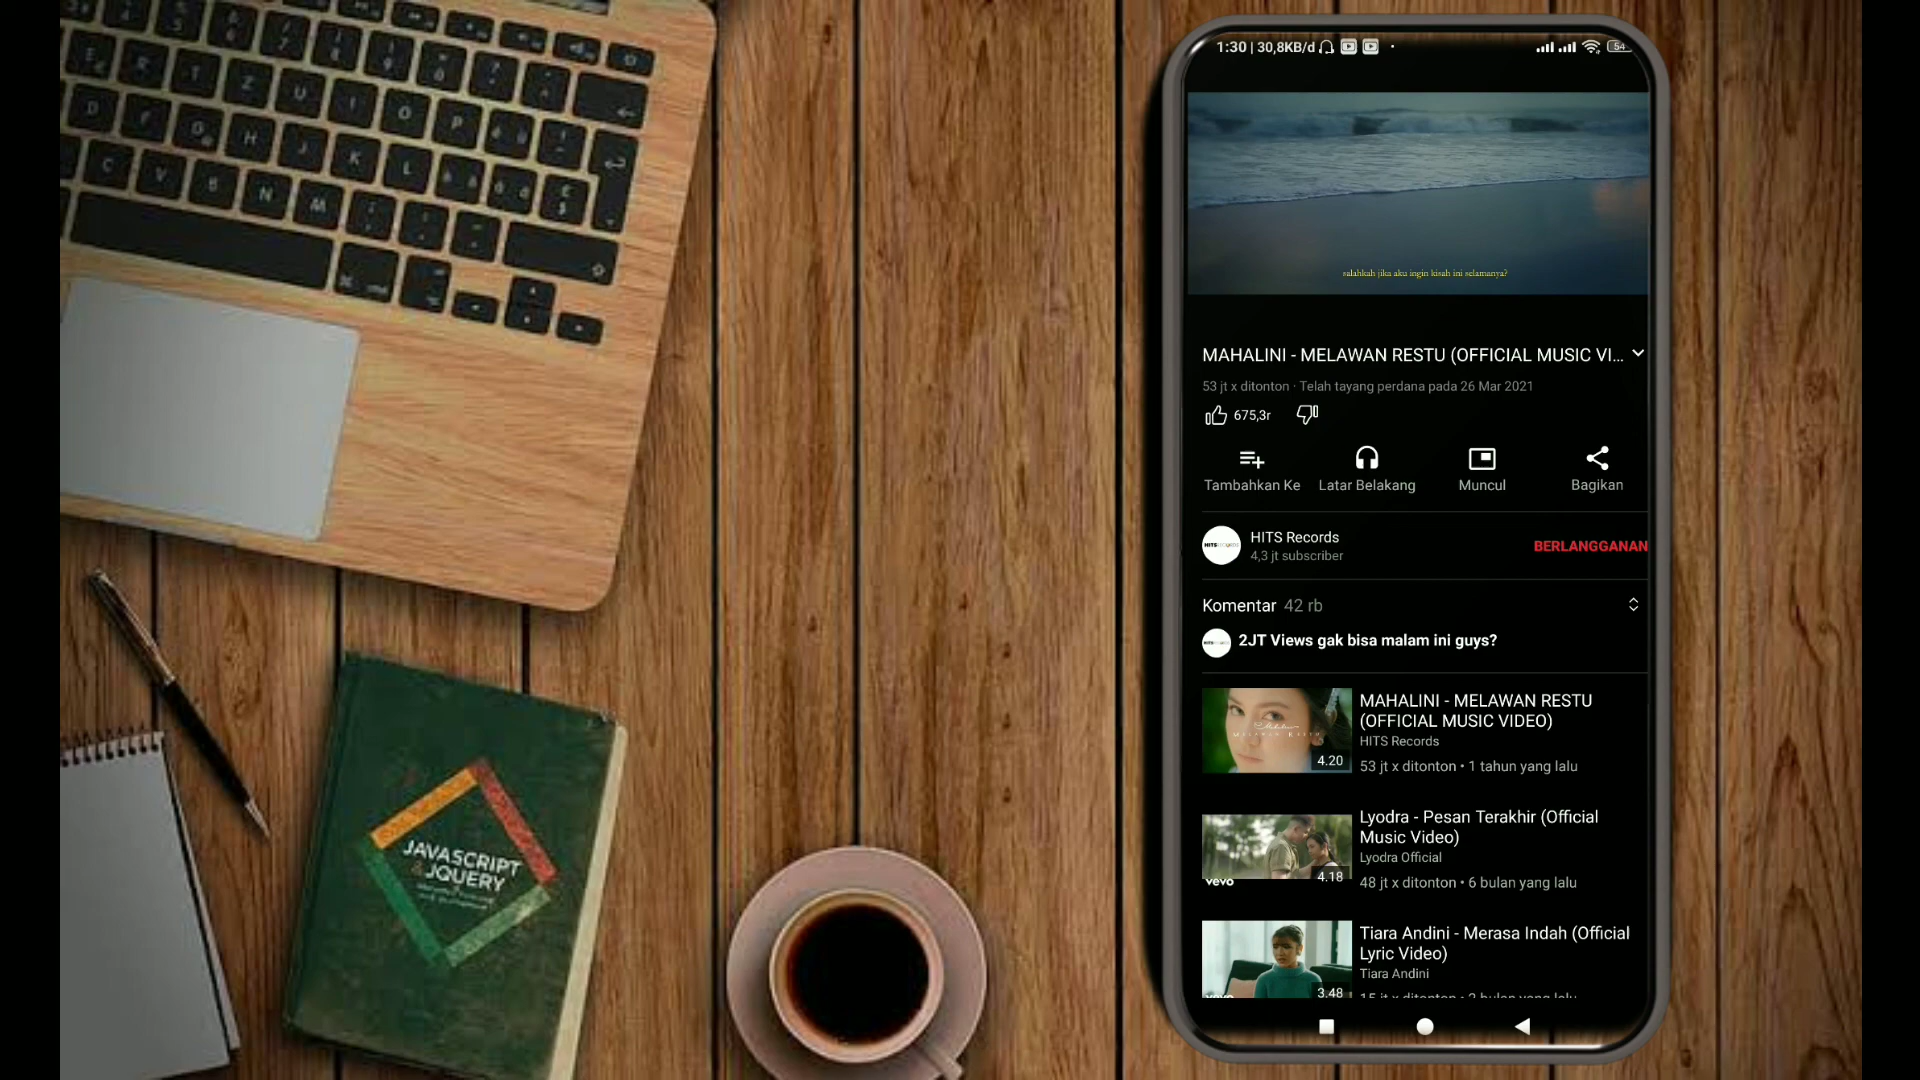 1:30 | 30,8KB/d
54
salahkah jika aku ingin kisah ini selamanya?
MAHALINI - MELAWAN RESTU (OFFICIAL MUSIC VI...
53 jt x ditonton · Telah tayang perdana pada 26 Mar 2021
675,3r
Tambahkan Ke
Latar Belakang
Muncul
Bagikan
HITS Records
4,3 jt subscriber
BERLANGGANAN
Komentar 42 rb
2JT Views gak bisa malam ini guys?
MAHALINI - MELAWAN RESTU
(OFFICIAL MUSIC VIDEO)
HITS Records
53 jt x ditonton • 1 tahun yang lalu
MELAWAN RESTU
4.20
Lyodra - Pesan Terakhir (Official
Music Video)
Lyodra Official
48 jt x ditonton • 6 bulan yang lalu
vevo
4.18
Tiara Andini - Merasa Indah (Official
Lyric Video)
Tiara Andini
3.48
JAVASCRIPT
& JQUERY